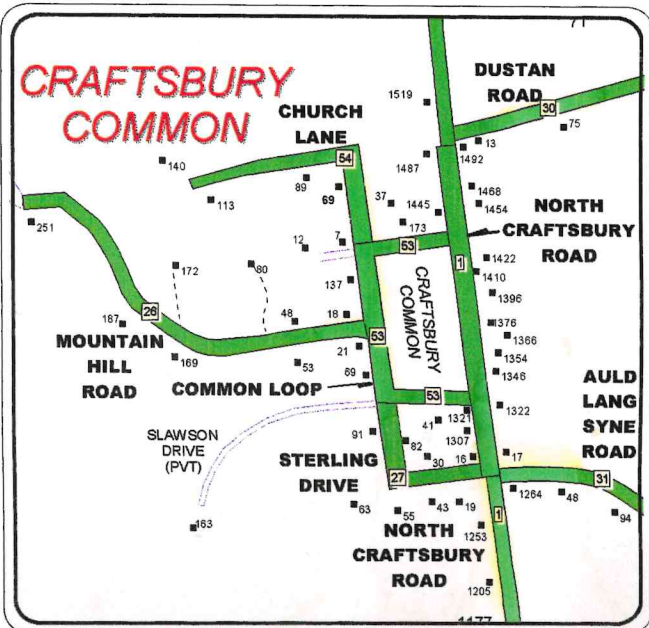 CRAFTSBURY
COMMON
DUSTAN
ROAD
30
75
1519
CHURCH
LANE
13
1492
54
140
1487
89
69
113
37
1468
1454
1445
173
NORTH
CRAFTSBURY
ROAD
251
12
7
53
1
CRAFTSBURY
COMMON
172
80
137
1422
1410
1396
26
187
48
18
1376
1366
MOUNTAIN
HILL
ROAD
169
53
21
53
1354
1346
69
COMMON LOOP
53
AULD
LANG
SYNE
ROAD
1321
1322
41
1307
SLAWSON
DRIVE
(PVT)
91
82
STERLING
DRIVE
30
16
17
27
31
1264
48
63
55
43
19
1
94
163
NORTH
CRAFTSBURY
ROAD
1253
1205